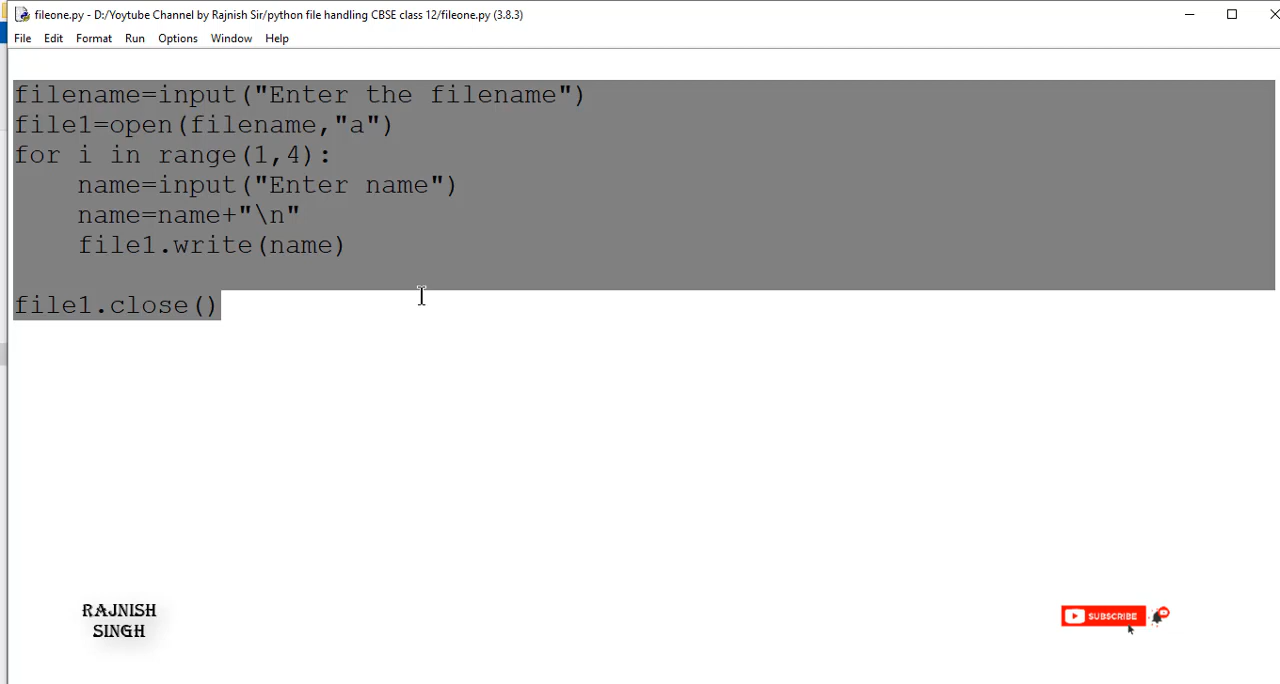 fileone.py - D:/Yoytube Channel by Rajnish Sir/python file handling CBSE class 12/fileone.py (3.8.3)
File Edit Format Run Options Window Help
filename=input("Enter the filename")
file1=open(filename,"a")
for i in range(1,4):
    name=input("Enter name")
    name=name+"\n"
    file1.write(name)
file1.close()
RAJNISH
SINGH
SUBSCRIBE